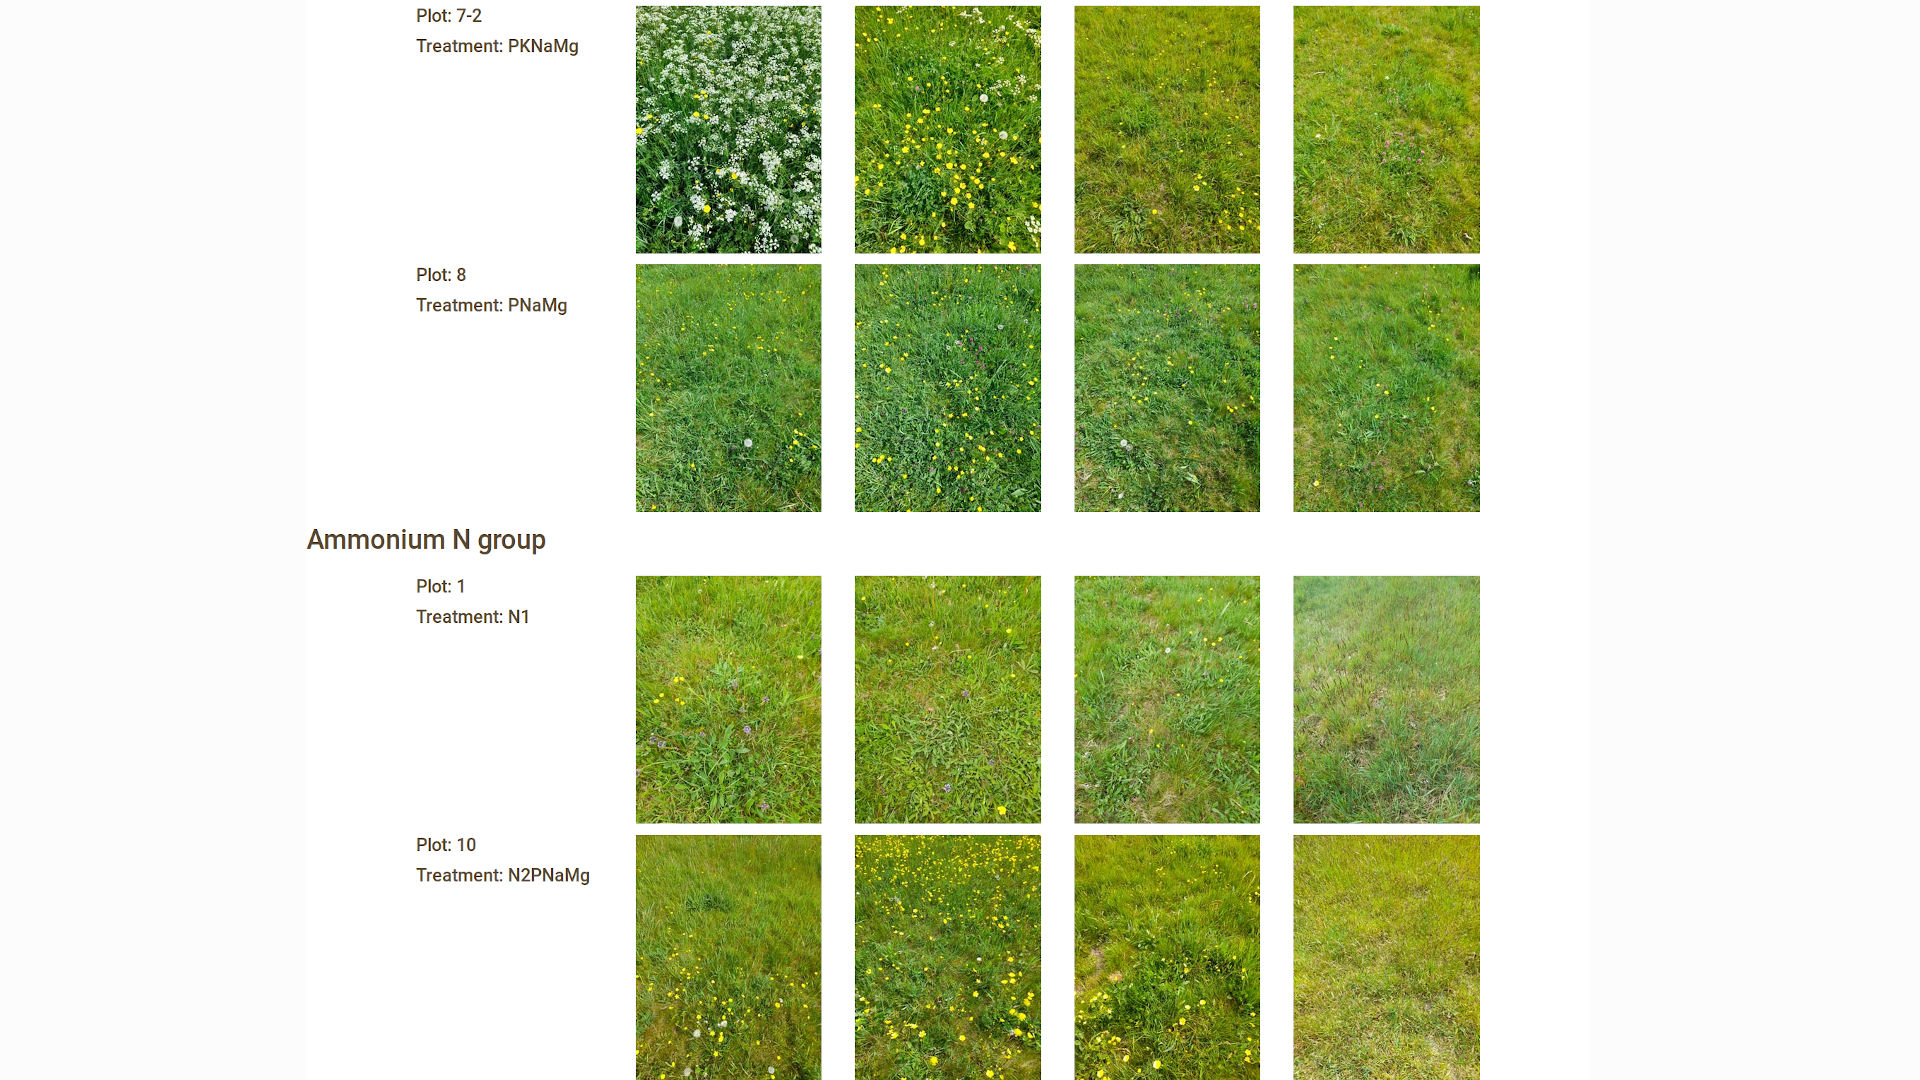 Plot: 7-2
Treatment: PKNaMg
Plot: 8
Treatment: PNaMg
Ammonium N group
Plot: 1
Treatment: N1
Plot: 10
Treatment: N2PNaMg